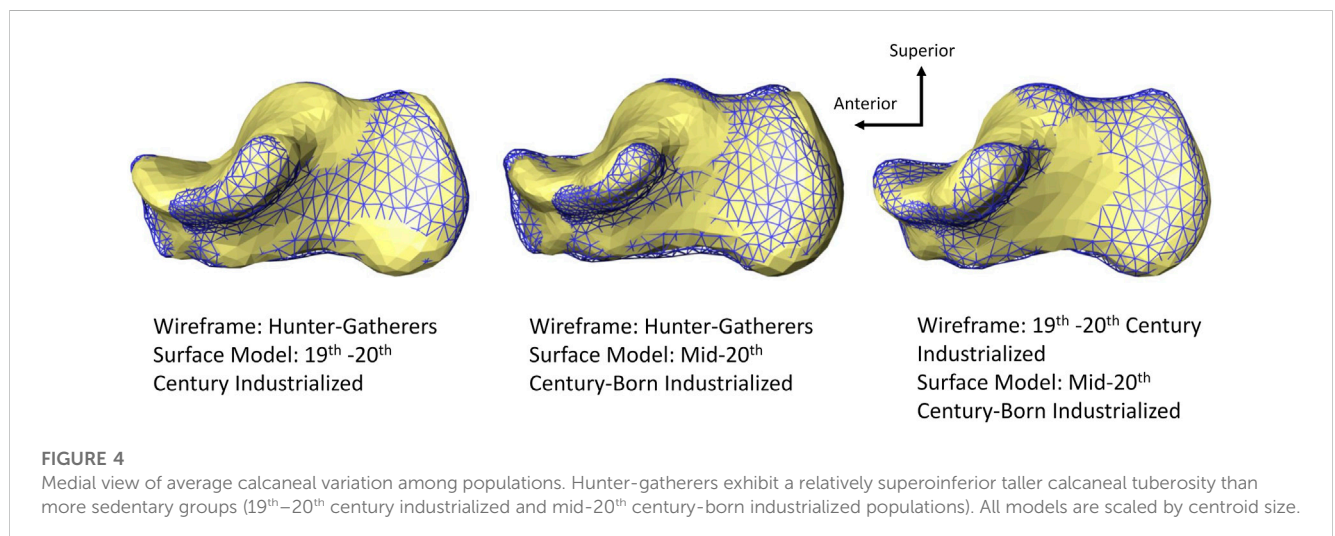 Superior
Anterior
Wireframe: Hunter-Gatherers
Surface Model: 19th -20th
Century Industrialized
Wireframe: Hunter-Gatherers
Surface Model: Mid-20th
Century-Born Industrialized
Wireframe: 19th -20th Century
Industrialized
Surface Model: Mid-20th
Century-Born Industrialized
FIGURE 4
Medial view of average calcaneal variation among populations. Hunter-gatherers exhibit a relatively superoinferior taller calcaneal tuberosity than
more sedentary groups (19th–20th century industrialized and mid-20th century-born industrialized populations). All models are scaled by centroid size.